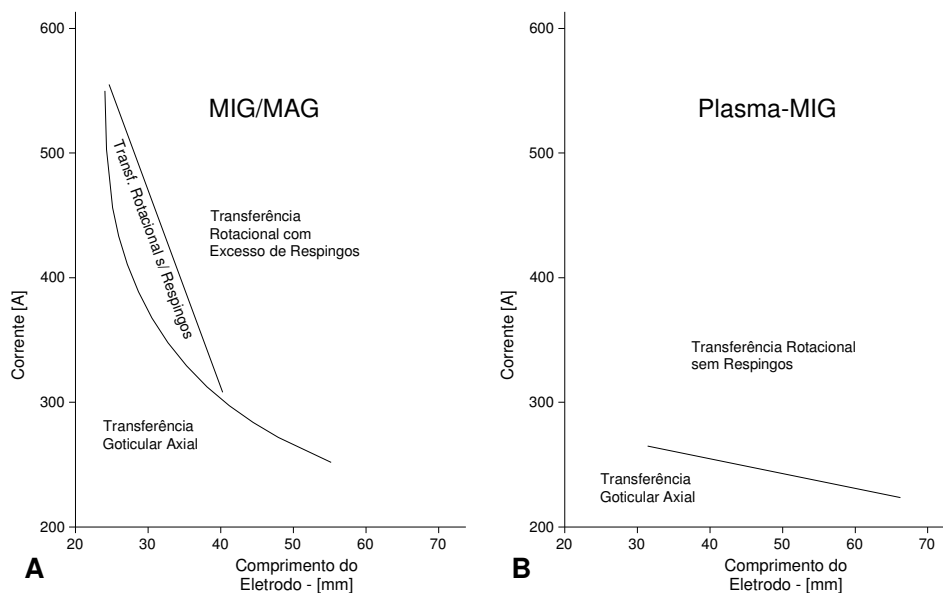 600
500
400
300
200
Corrente [A]
MIG/MAG
Transf. Rotacional s/ Respingos
Transferência
Rotacional com
Excesso de Respingos
Transferência
Goticular Axial
20
30
40
50
60
70
Comprimento do
Eletrodo - [mm]
A
600
500
400
300
200
Corrente [A]
Plasma-MIG
Transferência Rotacional
sem Respingos
Transferência
Goticular Axial
20
30
40
50
60
70
Comprimento do
Eletrodo - [mm]
B